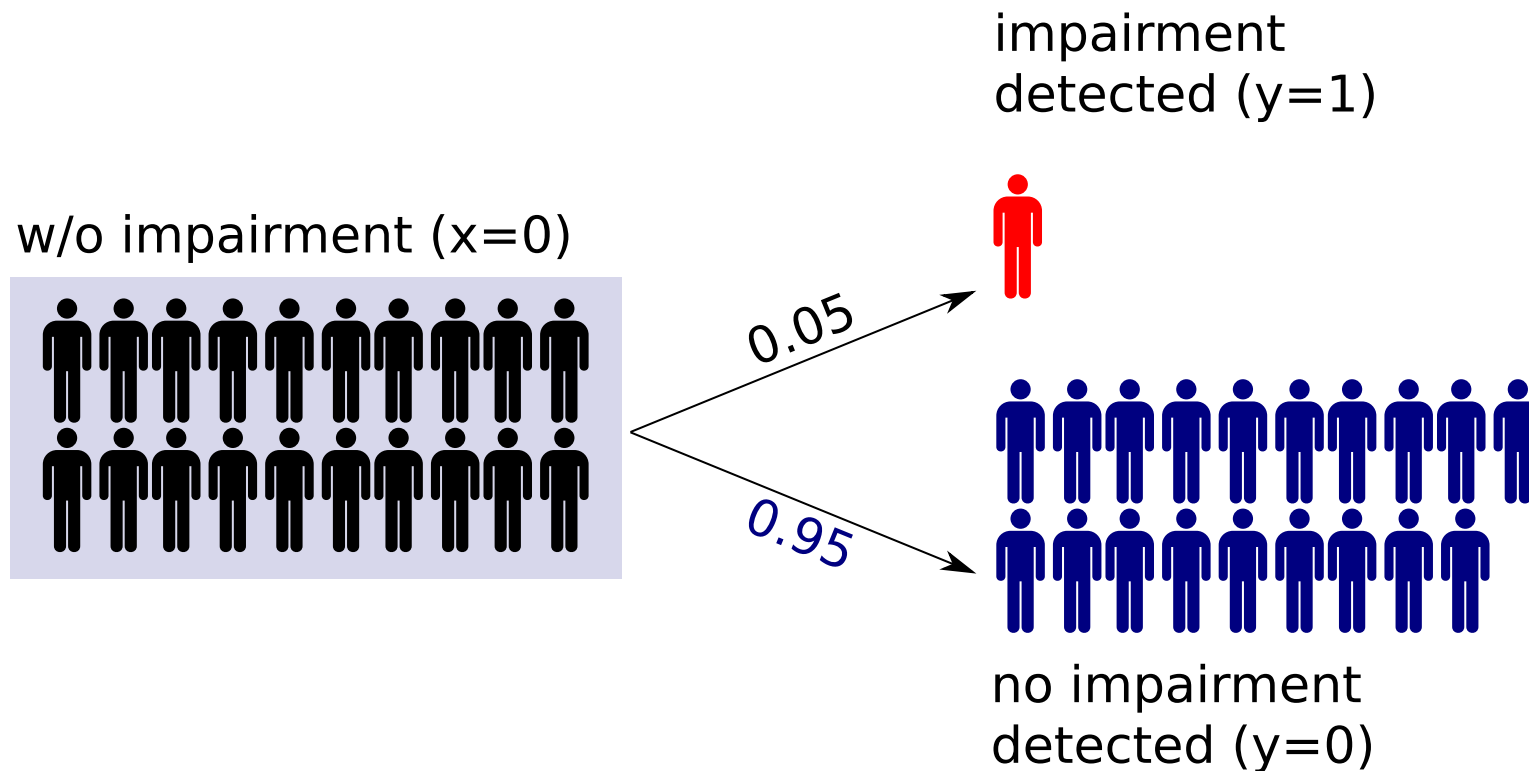 impairment
detected (y=1)
w/o impairment (x=0)
0.05
0.95
no impairment
detected (y=0)